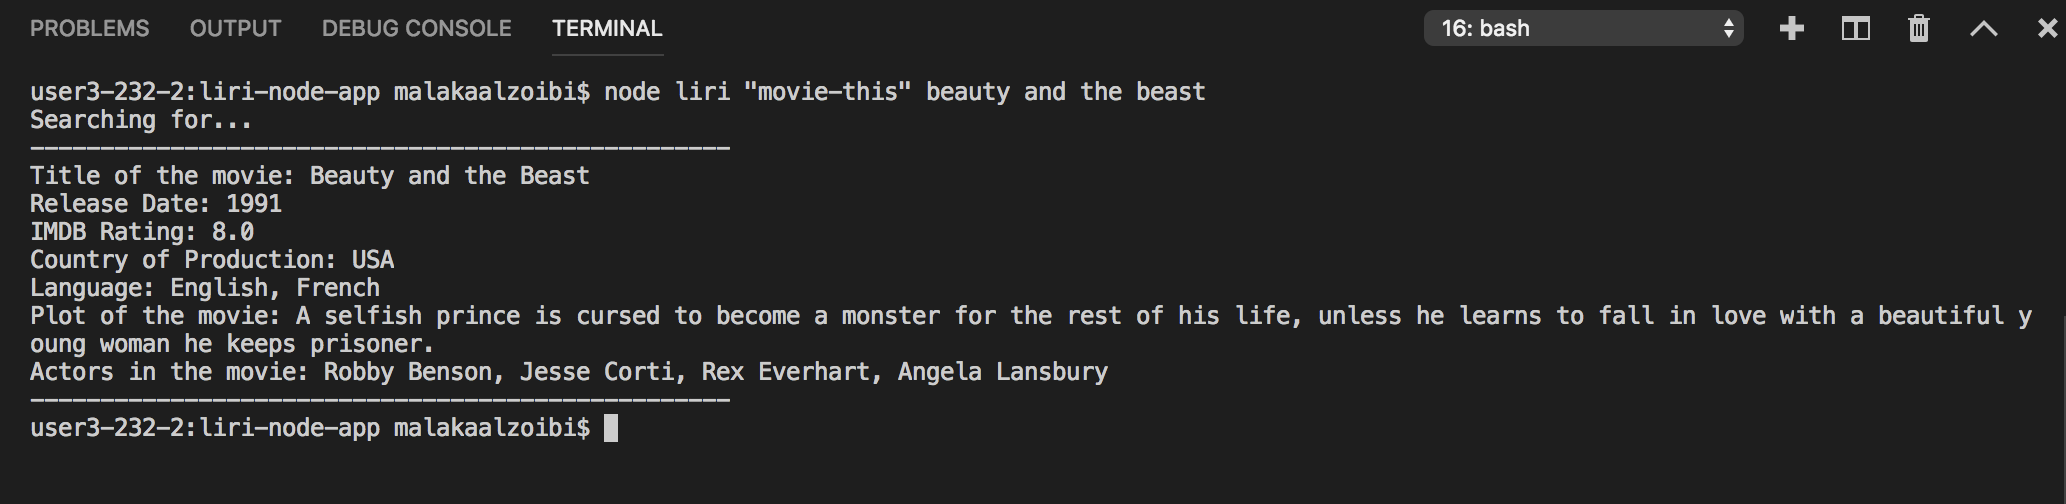 PROBLEMS OUTPUT DEBUG CONSOLE TERMINAL 16: bash
user3-232-2:liri-node-app malakaalzoibi$ node liri "movie-this" beauty and the beast
Searching for...
--------------------------------------------------
Title of the movie: Beauty and the Beast
Release Date: 1991
IMDB Rating: 8.0
Country of Production: USA
Language: English, French
Plot of the movie: A selfish prince is cursed to become a monster for the rest of his life, unless he learns to fall in love with a beautiful y
oung woman he keeps prisoner.
Actors in the movie: Robby Benson, Jesse Corti, Rex Everhart, Angela Lansbury
--------------------------------------------------
user3-232-2:liri-node-app malakaalzoibi$